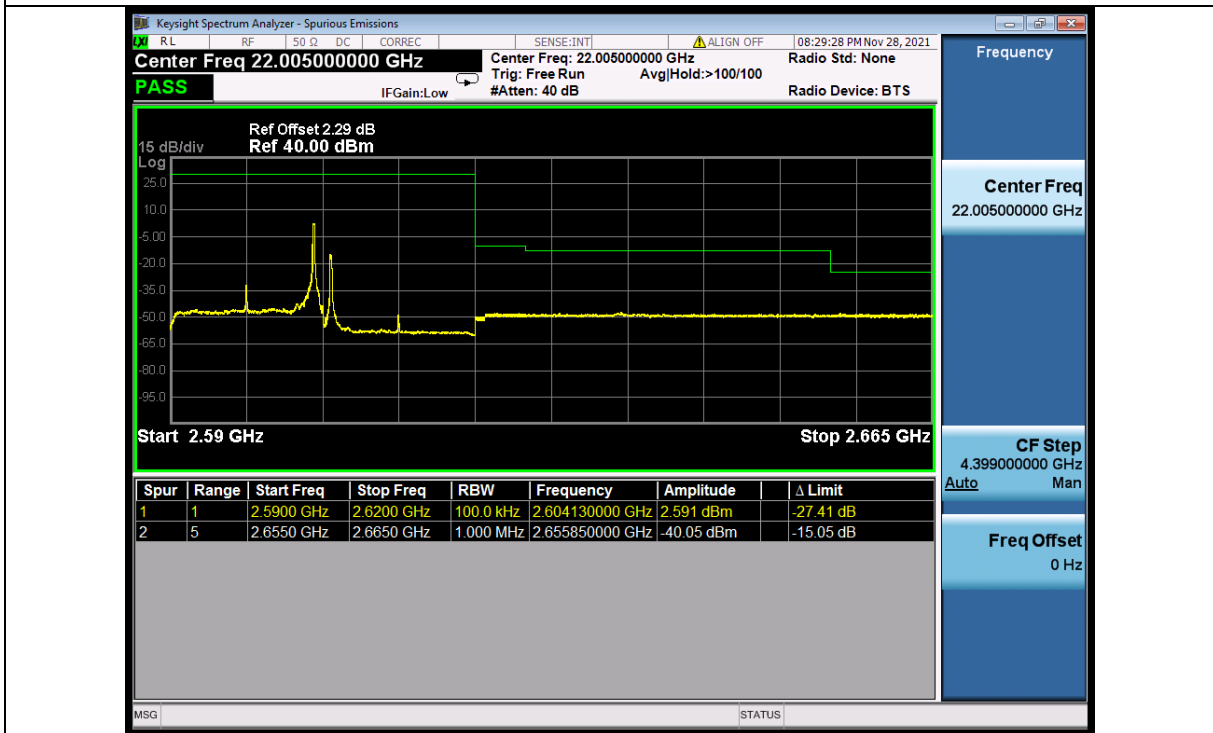 Keysight Spectrum Analyzer - Spurious Emissions
LXI RL RF 50 Ω DC CORREC SENSE:INT ALIGN OFF 08:29:28 PM Nov 28, 2021
Center Freq 22.005000000 GHz
Center Freq: 22.005000000 GHz Radio Std: None
Trig: Free Run Avg|Hold:>100/100
PASS IFGain:Low #Atten: 40 dB Radio Device: BTS
Ref Offset 2.29 dB
15 dB/div Ref 40.00 dBm
Log
25.0
10.0
-5.00
-20.0
-35.0
-50.0
-65.0
-80.0
-95.0
Start 2.59 GHz Stop 2.665 GHz
Spur Range Start Freq Stop Freq RBW Frequency Amplitude Δ Limit
1 1 2.5900 GHz 2.6200 GHz 100.0 kHz 2.604130000 GHz 2.591 dBm -27.41 dB
2 5 2.6550 GHz 2.6650 GHz 1.000 MHz 2.655850000 GHz -40.05 dBm -15.05 dB
MSG STATUS
Frequency
Center Freq
22.005000000 GHz
CF Step
4.399000000 GHz
Auto Man
Freq Offset
0 Hz